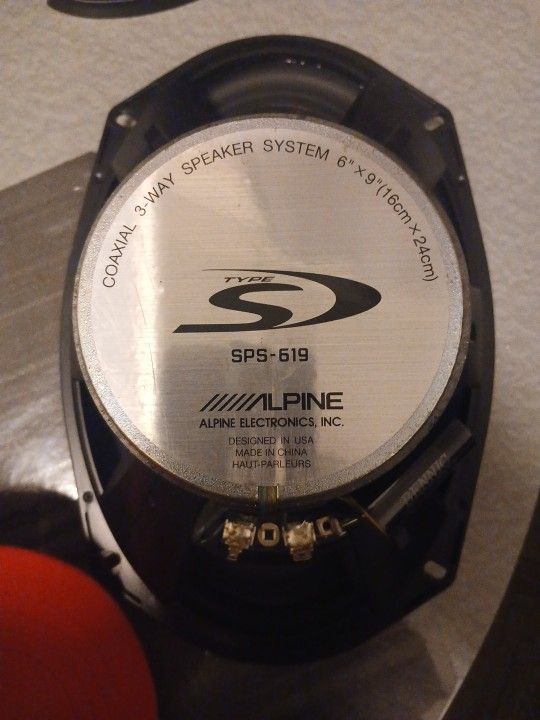 COAXIAL 3-WAY SPEAKER SYSTEM 6"×9"(16cm×24cm)
TYPE
S
SPS-619
ALPINE
ALPINE ELECTRONICS, INC.
DESIGNED IN USA
MADE IN CHINA
HAUT-PARLEURS